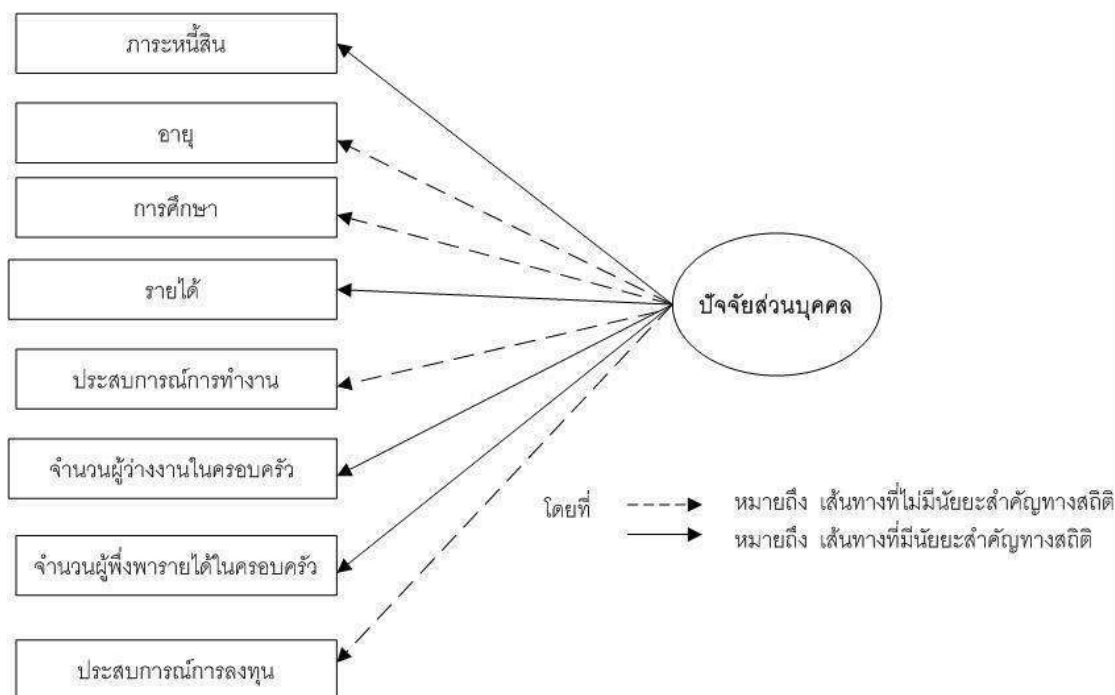 ภาระหนี้สิน
อายุ
การศึกษา
รายได้
ปัจจัยส่วนบุคคล
ประสบการณ์การทำงาน
จำนวนผู้ว่างงานในครอบครัว
โดยที่ หมายถึง เส้นทางที่ไม่มีนัยยะสำคัญทางสถิติ
หมายถึง เส้นทางที่มีนัยยะสำคัญทางสถิติ
จำนวนผู้พึ่งพารายได้ในครอบครัว
ประสบการณ์การลงทุน